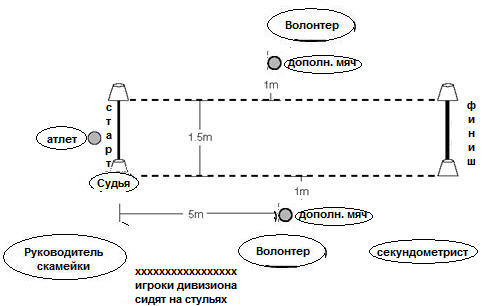 Волонтер
дополн. мяч
1m
старт
финиш
1.5m
атлет
Судья
1m
5m
дополн. мяч
Руководитель
скамейки
Волонтер
секундометрист
xxxxxxxxxxxxxxxxx
игроки дивизиона
сидят на стульях